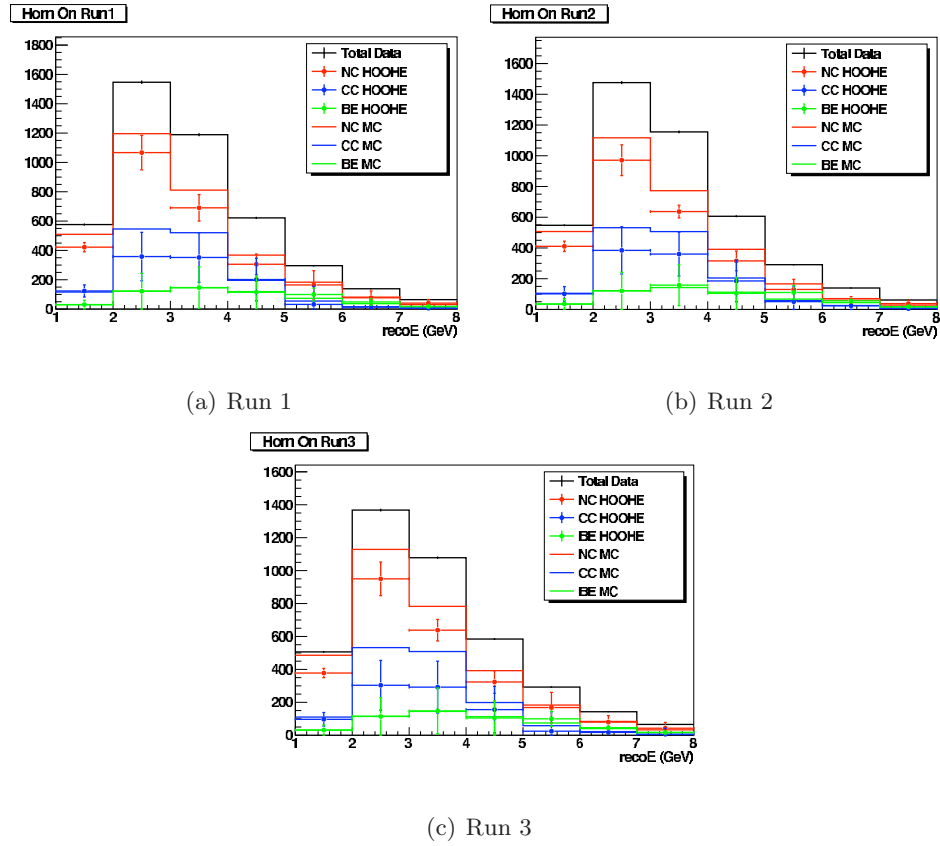 Horn On Run1
1800
1600
1400
1200
1000
800
600
400
200
0
1 2 3 4 5 6 7 8
recoE (GeV)
Total Data
NC HOOHE
CC HOOHE
BE HOOHE
NC MC
CC MC
BE MC
(a) Run 1
Horn On Run2
1600
1400
1200
1000
800
600
400
200
0
1 2 3 4 5 6 7 8
recoE (GeV)
Total Data
NC HOOHE
CC HOOHE
BE HOOHE
NC MC
CC MC
BE MC
(b) Run 2
Horn On Run3
1600
1400
1200
1000
800
600
400
200
0
1 2 3 4 5 6 7 8
recoE (GeV)
Total Data
NC HOOHE
CC HOOHE
BE HOOHE
NC MC
CC MC
BE MC
(c) Run 3